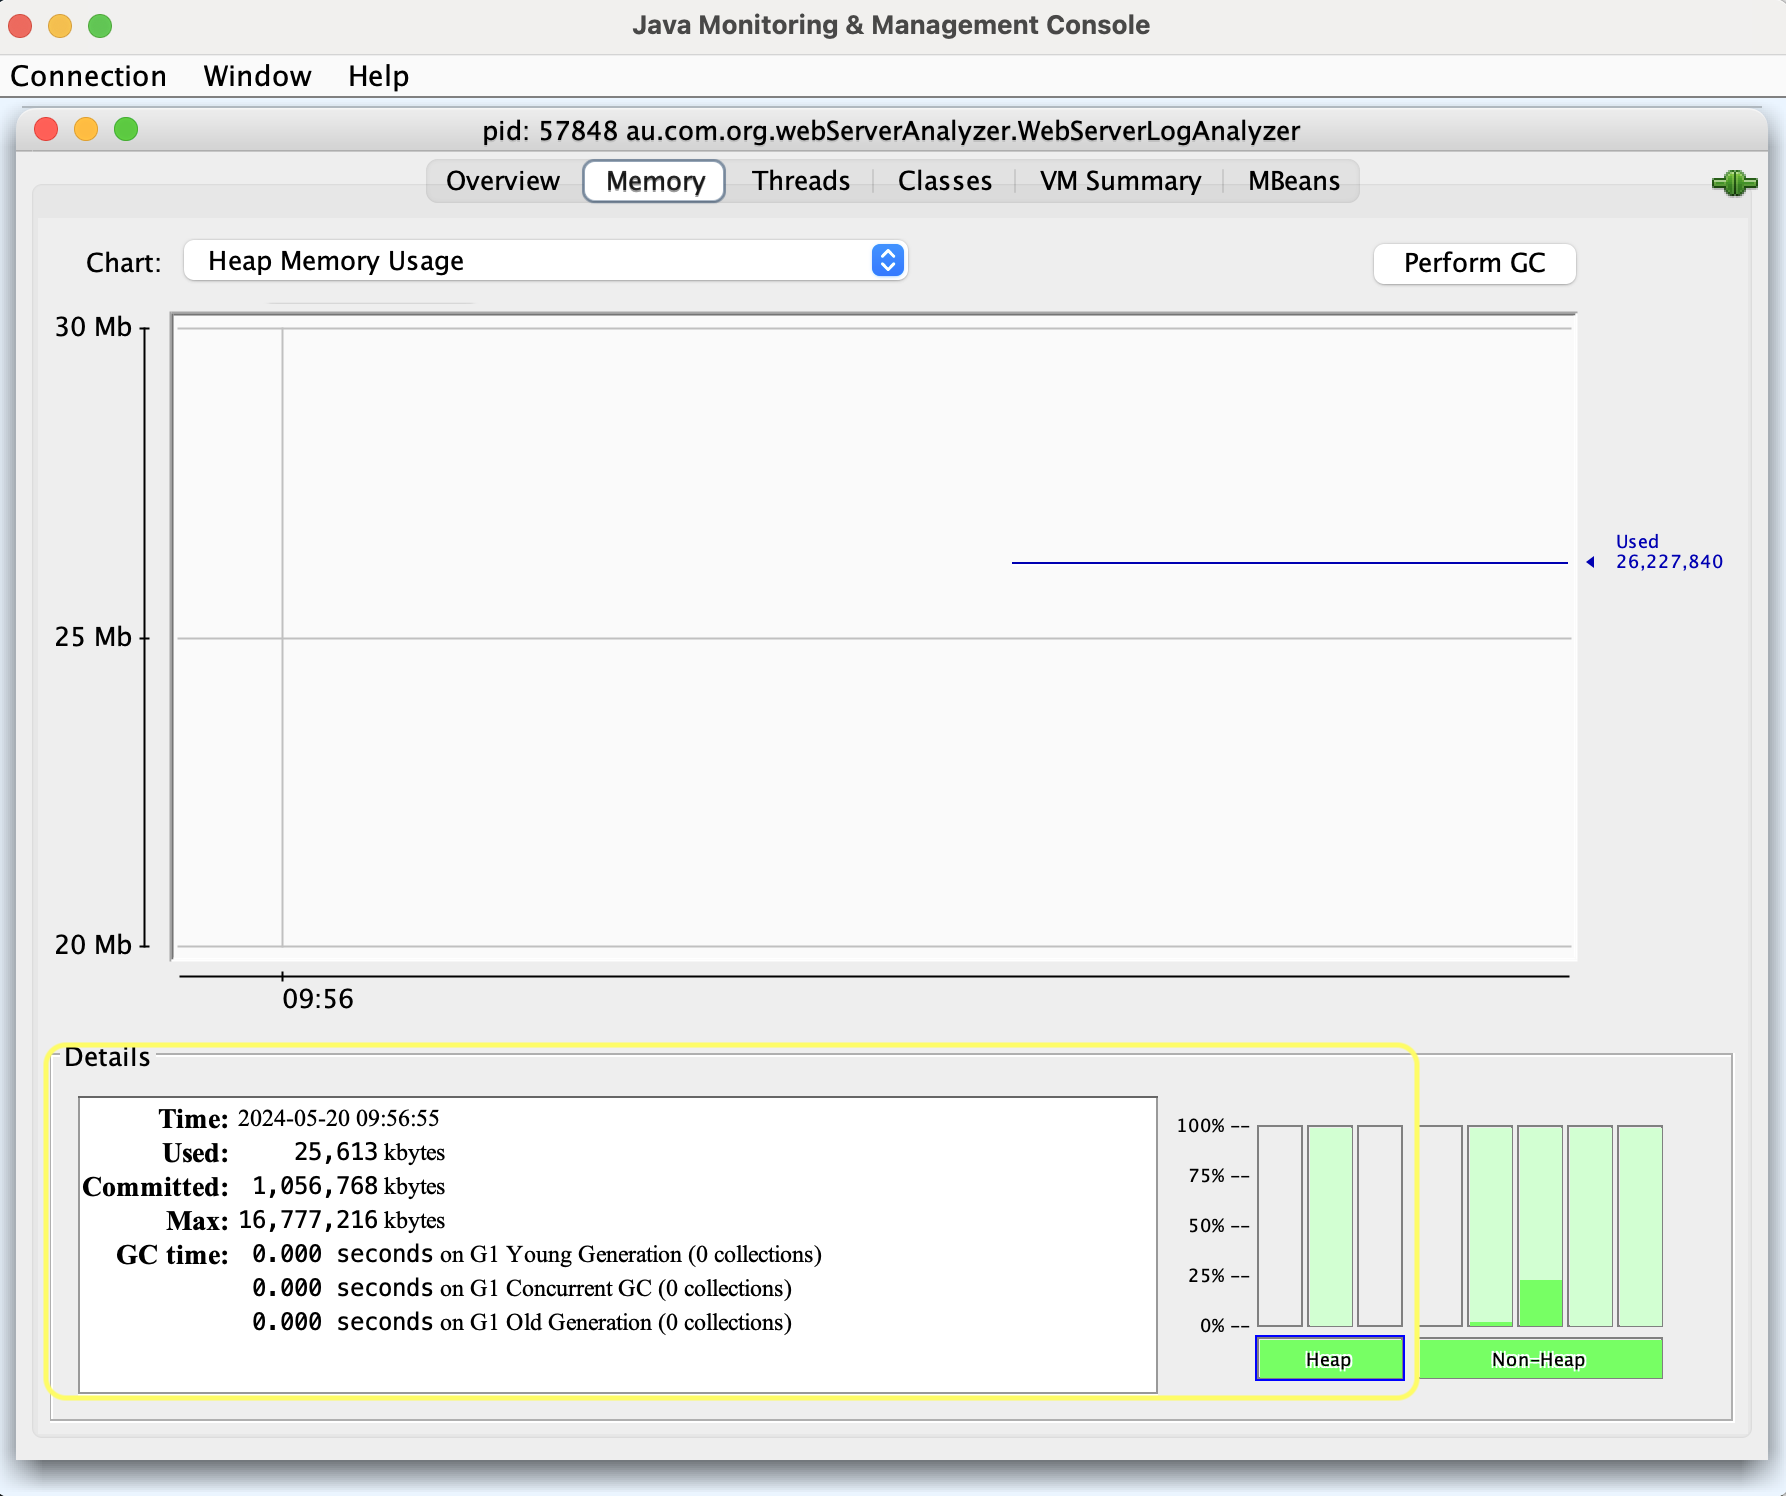 Java Monitoring & Management Console
Connection Window Help
pid: 57848 au.com.org.webServerAnalyzer.WebServerLogAnalyzer
Overview Memory Threads Classes VM Summary MBeans
Chart: Heap Memory Usage Perform GC
30 Mb
Used
26,227,840
25 Mb
20 Mb
09:56
Details
Time: 2024-05-20 09:56:55
Used: 25,613 kbytes
Committed: 1,056,768 kbytes
Max: 16,777,216 kbytes
GC time: 0.000 seconds on G1 Young Generation (0 collections)
0.000 seconds on G1 Concurrent GC (0 collections)
0.000 seconds on G1 Old Generation (0 collections)
100% --
75% --
50% --
25% --
0% --
Heap Non-Heap